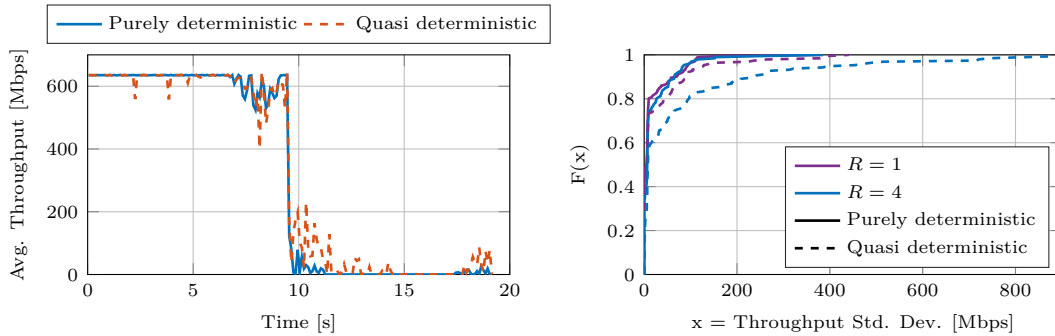 Purely deterministic
Quasi deterministic
Avg. Throughput [Mbps]
600
400
200
0
0
5
10
15
20
Time [s]
F(x)
1
0.8
0.6
0.4
0.2
0
0
200
400
600
800
x = Throughput Std. Dev. [Mbps]
R = 1
R = 4
Purely deterministic
Quasi deterministic